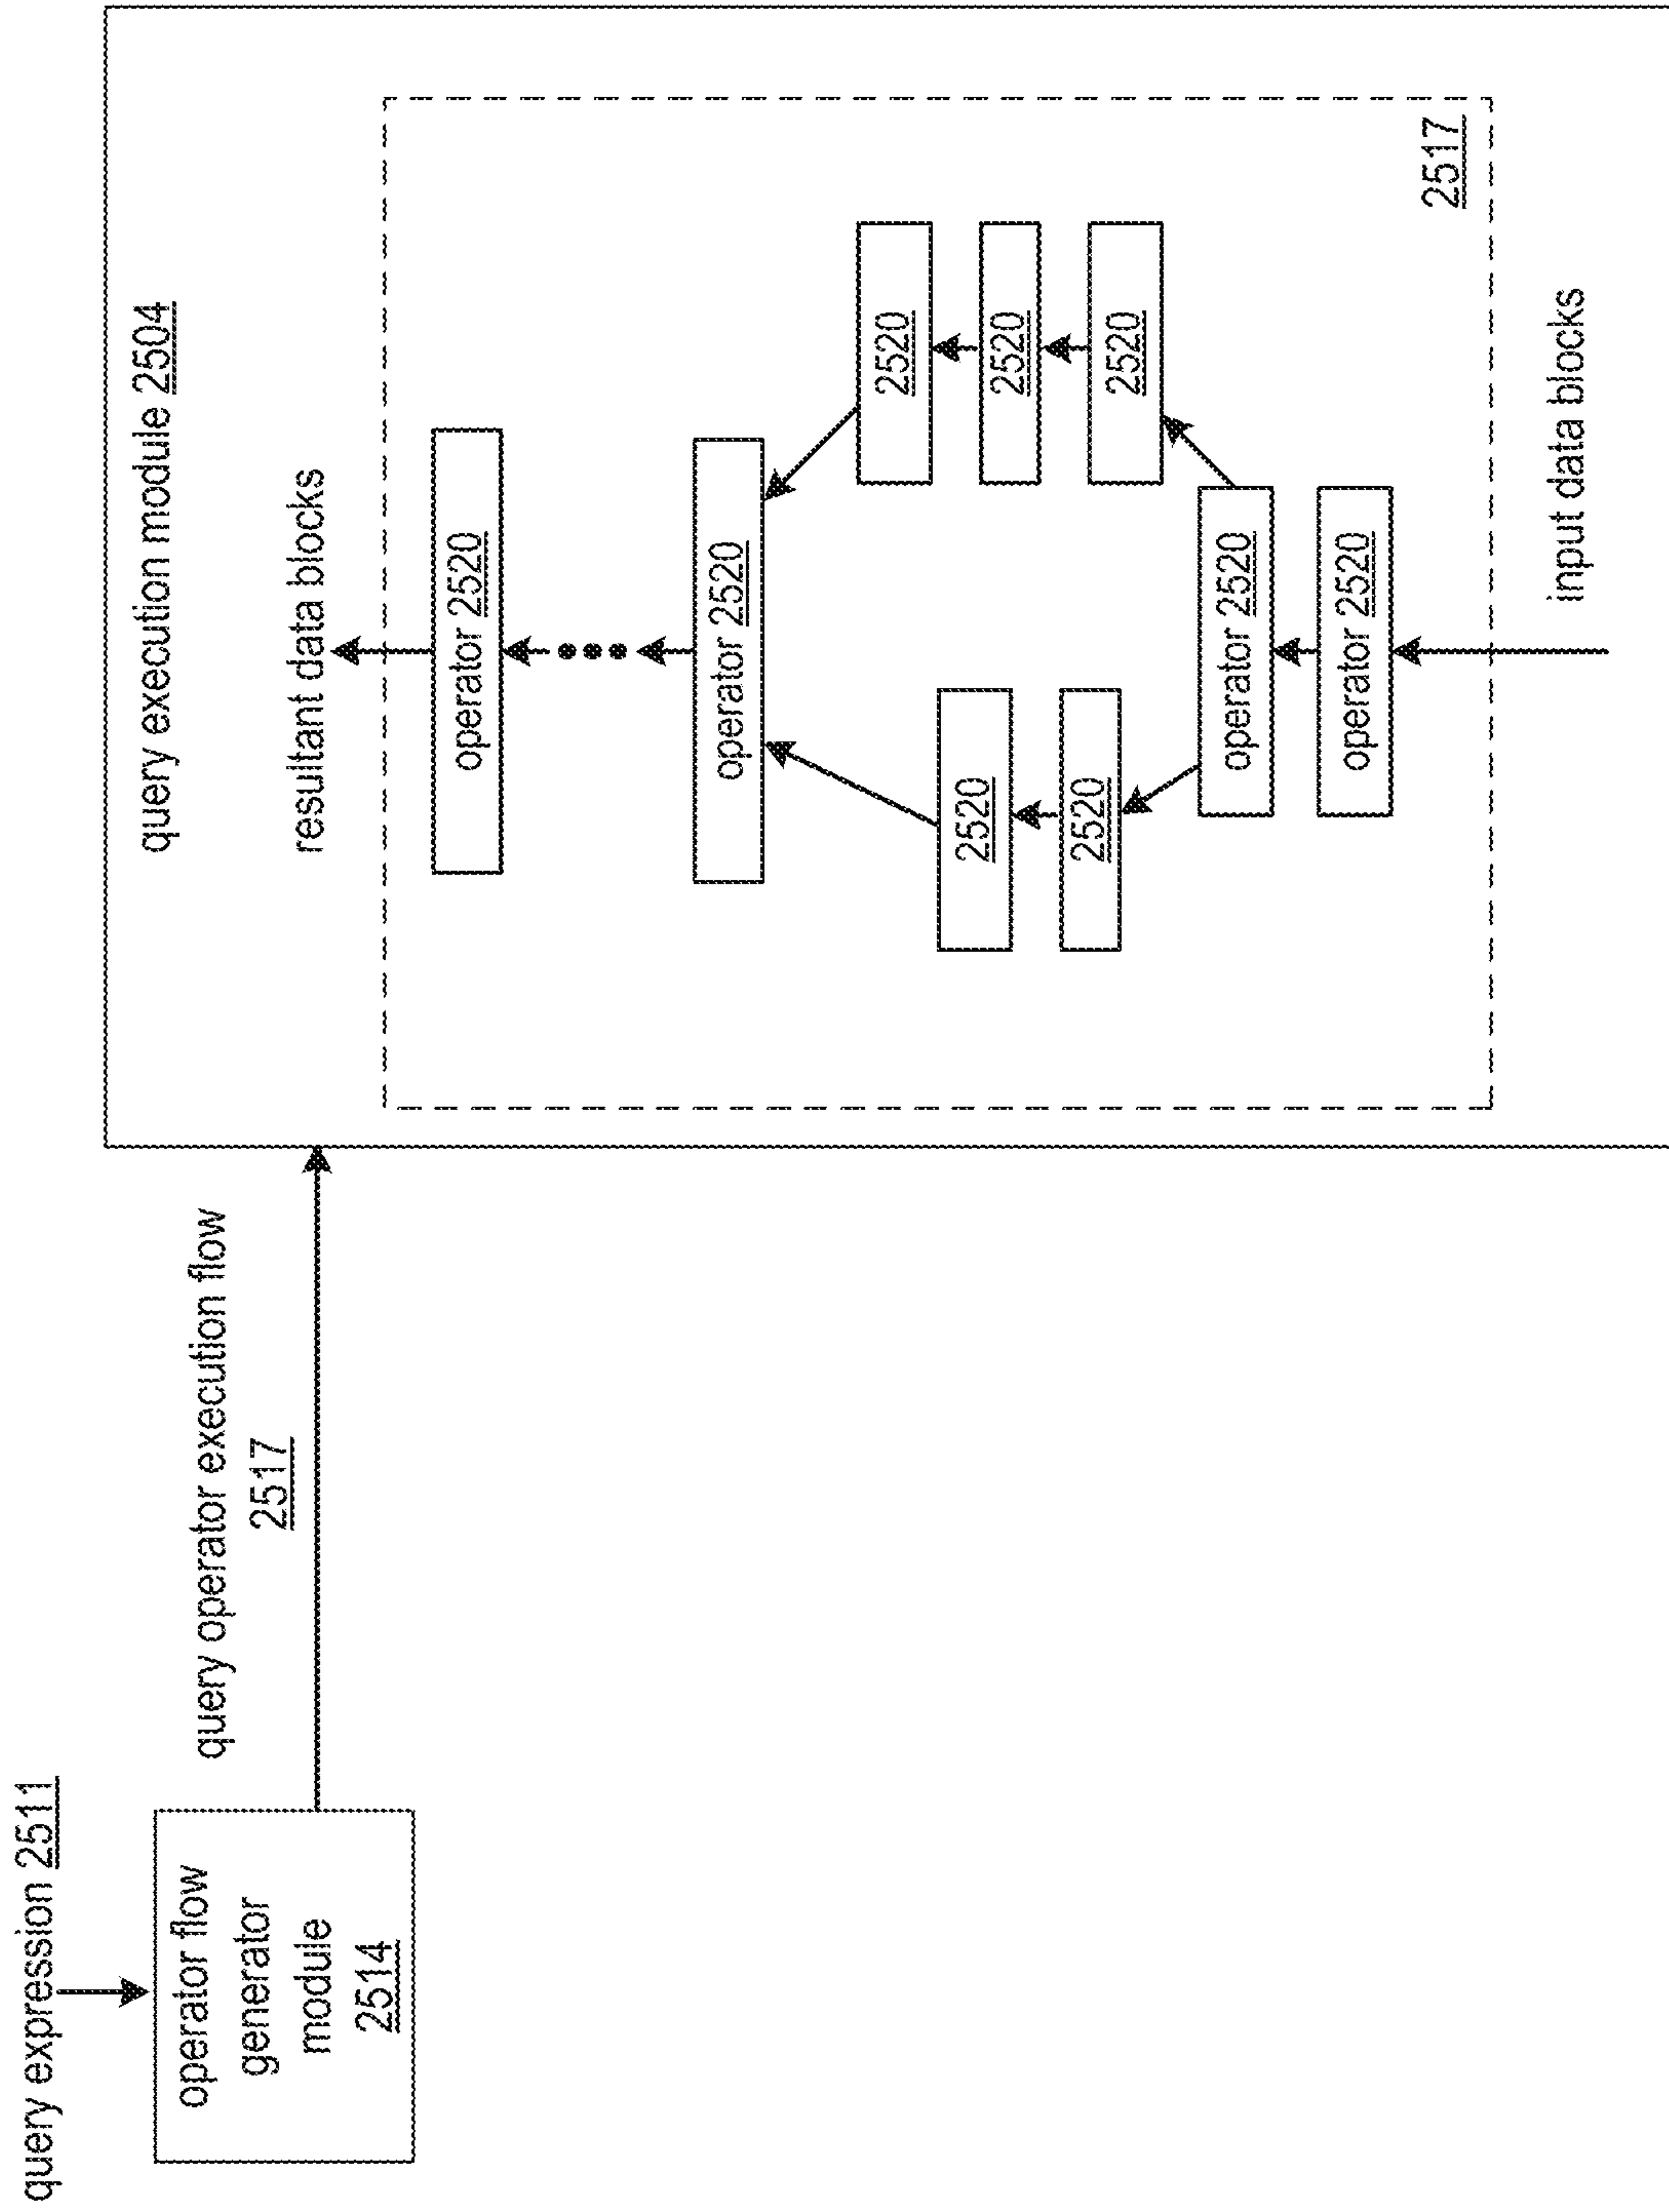 query expression 2511
operator flow
generator
module
2514
query operator execution flow
2517
query execution module 2504
resultant data blocks
operator 2520
operator 2520
2520
2520
2520
2520
2520
operator 2520
operator 2520
2517
input data blocks